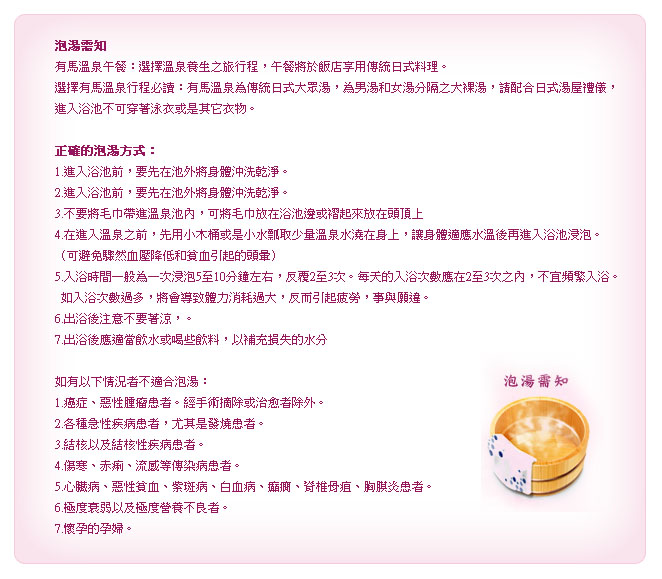 泡湯需知
有馬溫泉午餐：選擇溫泉養生之旅行程，午餐將於飯店享用傳統日式料理。
選擇有馬溫泉行程必讀：有馬溫泉為傳統日式大眾湯，為男湯和女湯分隔之大裸湯，請配合日式湯屋禮儀，
進入浴池不可穿著泳衣或是其它衣物。
正確的泡湯方式：
1.進入浴池前，要先在池外將身體沖洗乾淨。
2.進入浴池前，要先在池外將身體沖洗乾淨。
3.不要將毛巾帶進溫泉池內，可將毛巾放在浴池邊或褶起來放在頭頂上
4.在進入溫泉之前，先用小木桶或是小水瓢取少量溫泉水澆在身上，讓身體適應水溫後再進入浴池浸泡。
（可避免驟然血壓降低和貧血引起的頭暈）
5.入浴時間一般為一次浸泡5至10分鐘左右，反覆2至3次。每天的入浴次數應在2至3次之內，不宜頻繁入浴。
如入浴次數過多，將會導致體力消耗過大，反而引起疲勞，事與願違。
6.出浴後注意不要著涼，。
7.出浴後應適當飲水或喝些飲料，以補充損失的水分
如有以下情況者不適合泡湯：
1.癌症、惡性腫瘤患者。經手術摘除或治愈者除外。
2.各種急性疾病患者，尤其是發燒患者。
3.結核以及結核性疾病患者。
4.傷寒、赤痢、流感等傳染病患者。
5.心臟病、惡性貧血、紫斑病、白血病、癲癇、脊椎骨疽、胸膜炎患者。
6.極度衰弱以及極度營養不良者。
7.懷孕的孕婦。
泡湯需知